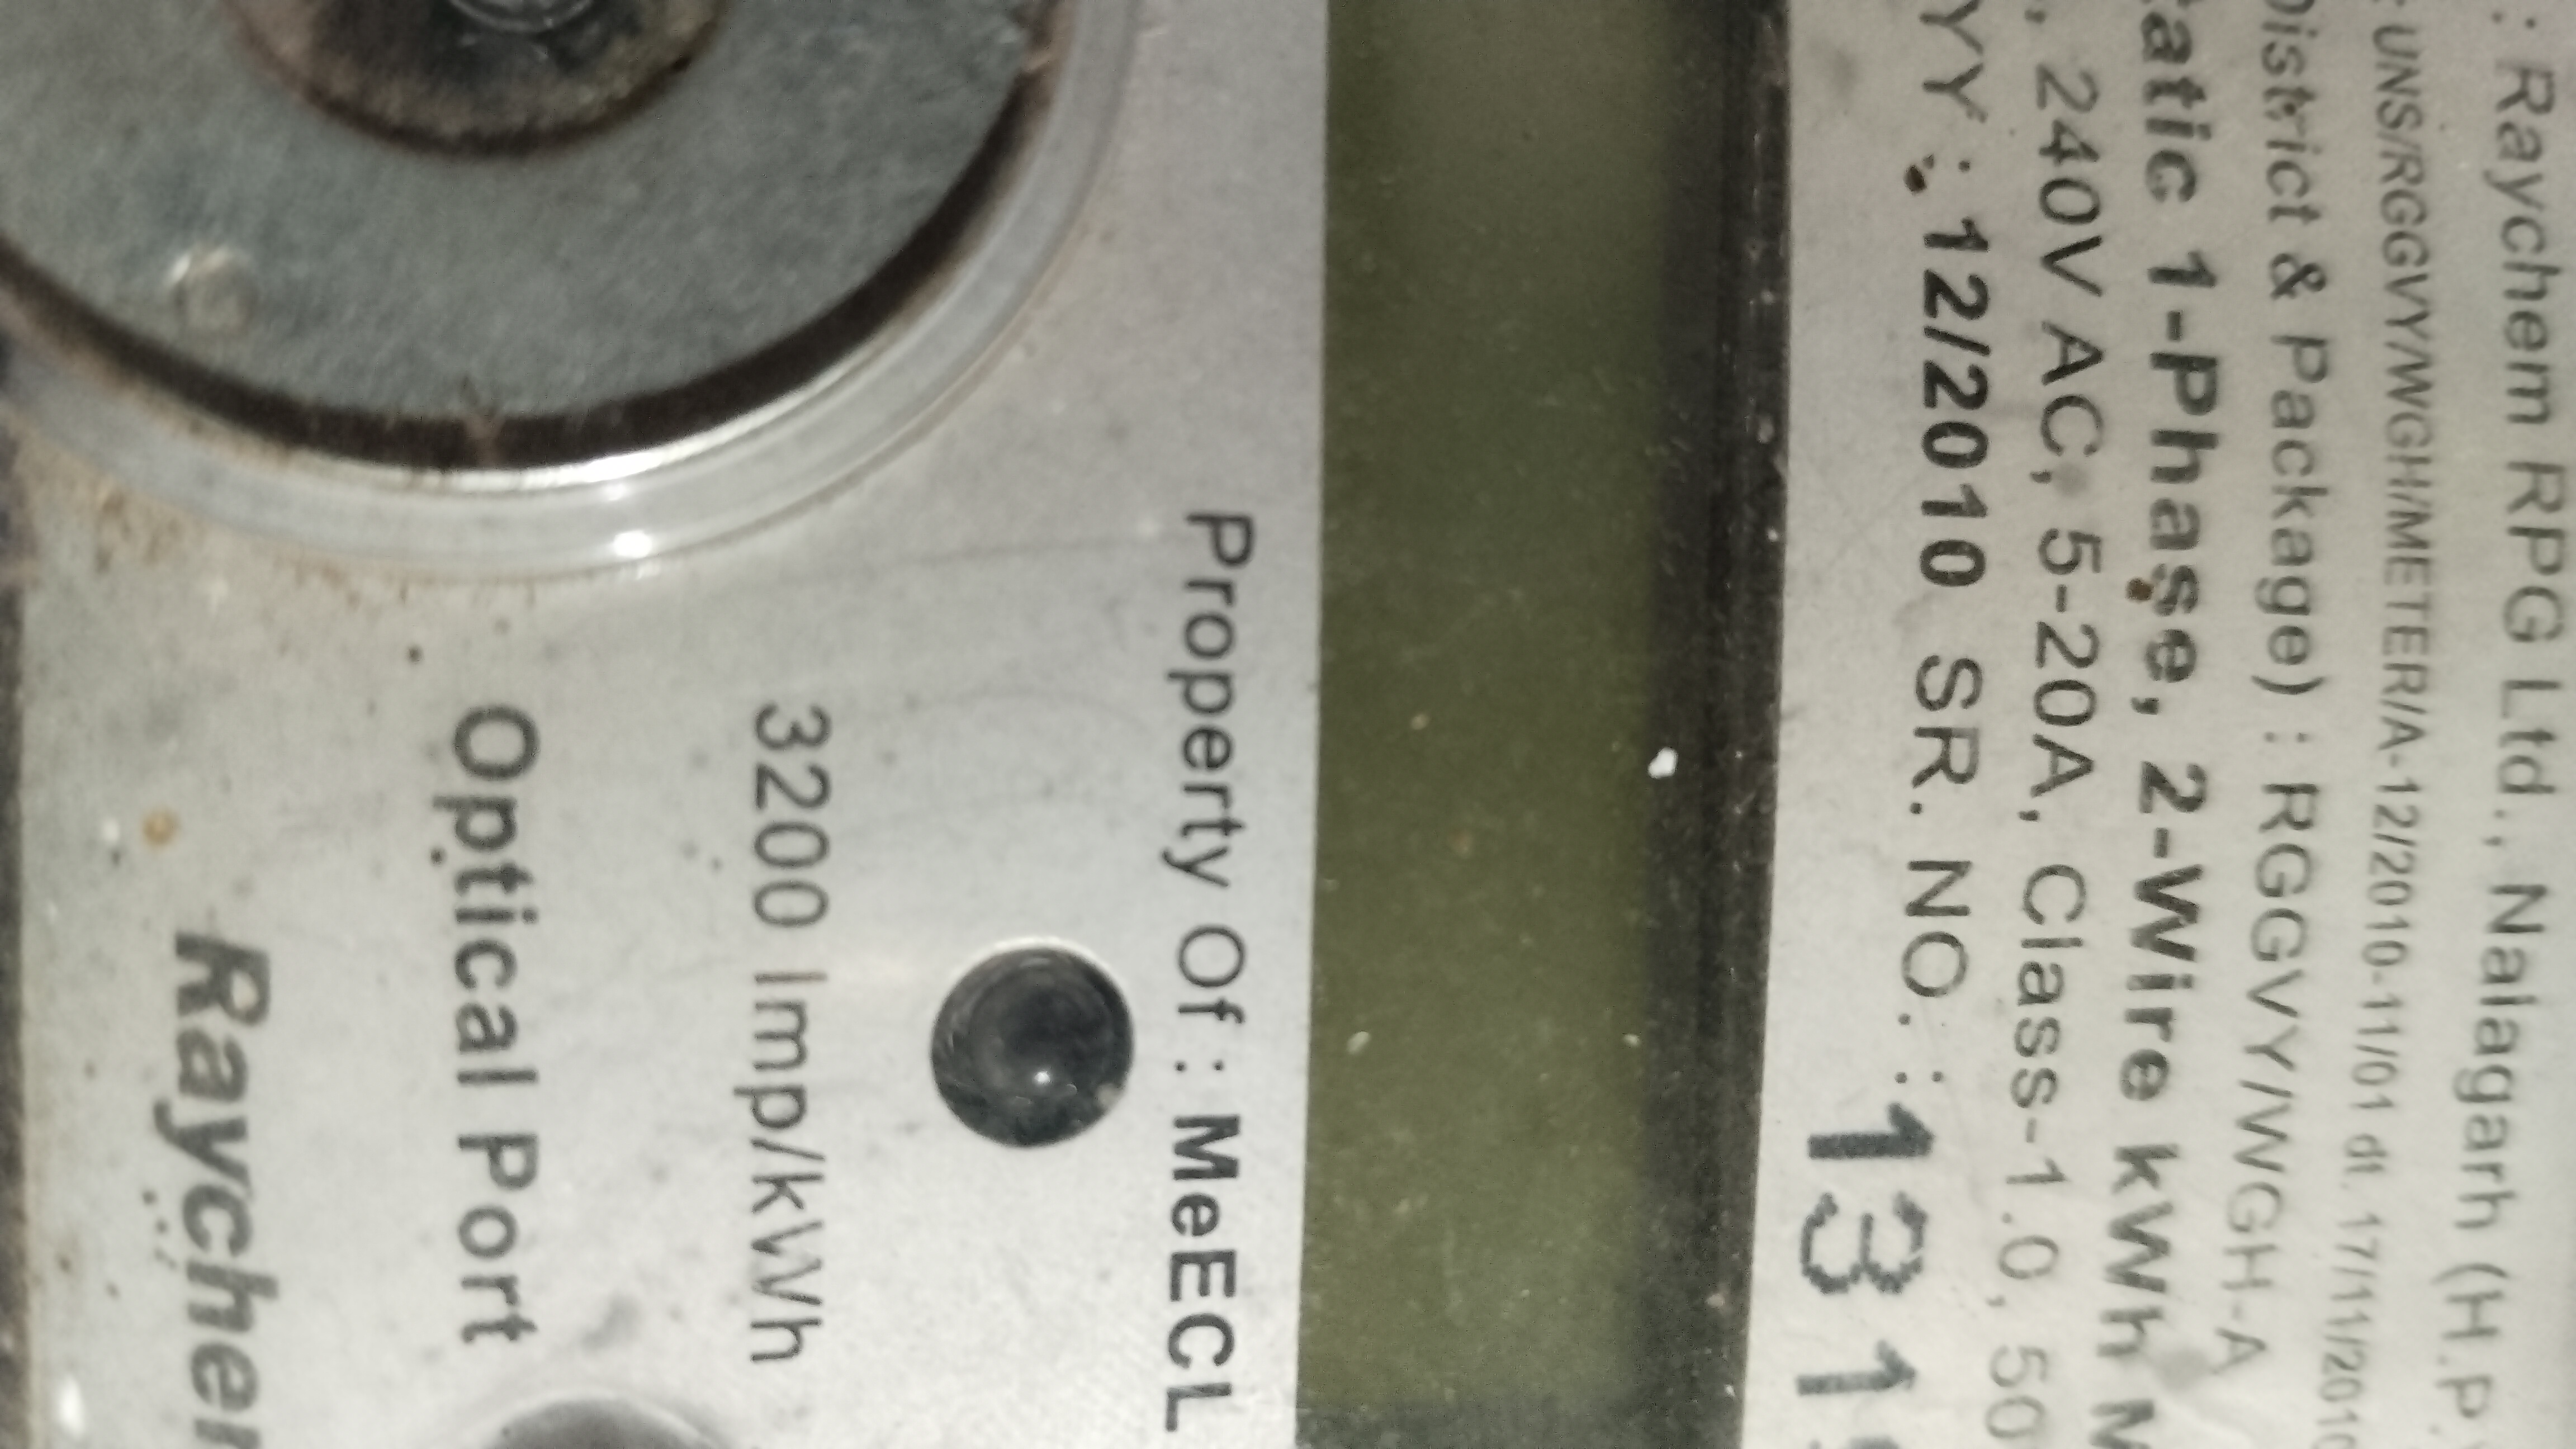 : Raychem RPG Ltd., Nalagarh (H.P.
: UNS/RGGVY/WGH/METER/A-12/2010-11/01 dt. 17/11/2010
District & Package) : RGGVY/WGH-A
tatic 1-Phase, 2-Wire kWh M
, 240V AC, 5-20A, Class-1.0, 50
YY : 12/2010 SR. NO. : 131
Property Of : MeECL
3200 Imp/kWh
Optical Port
Raychem